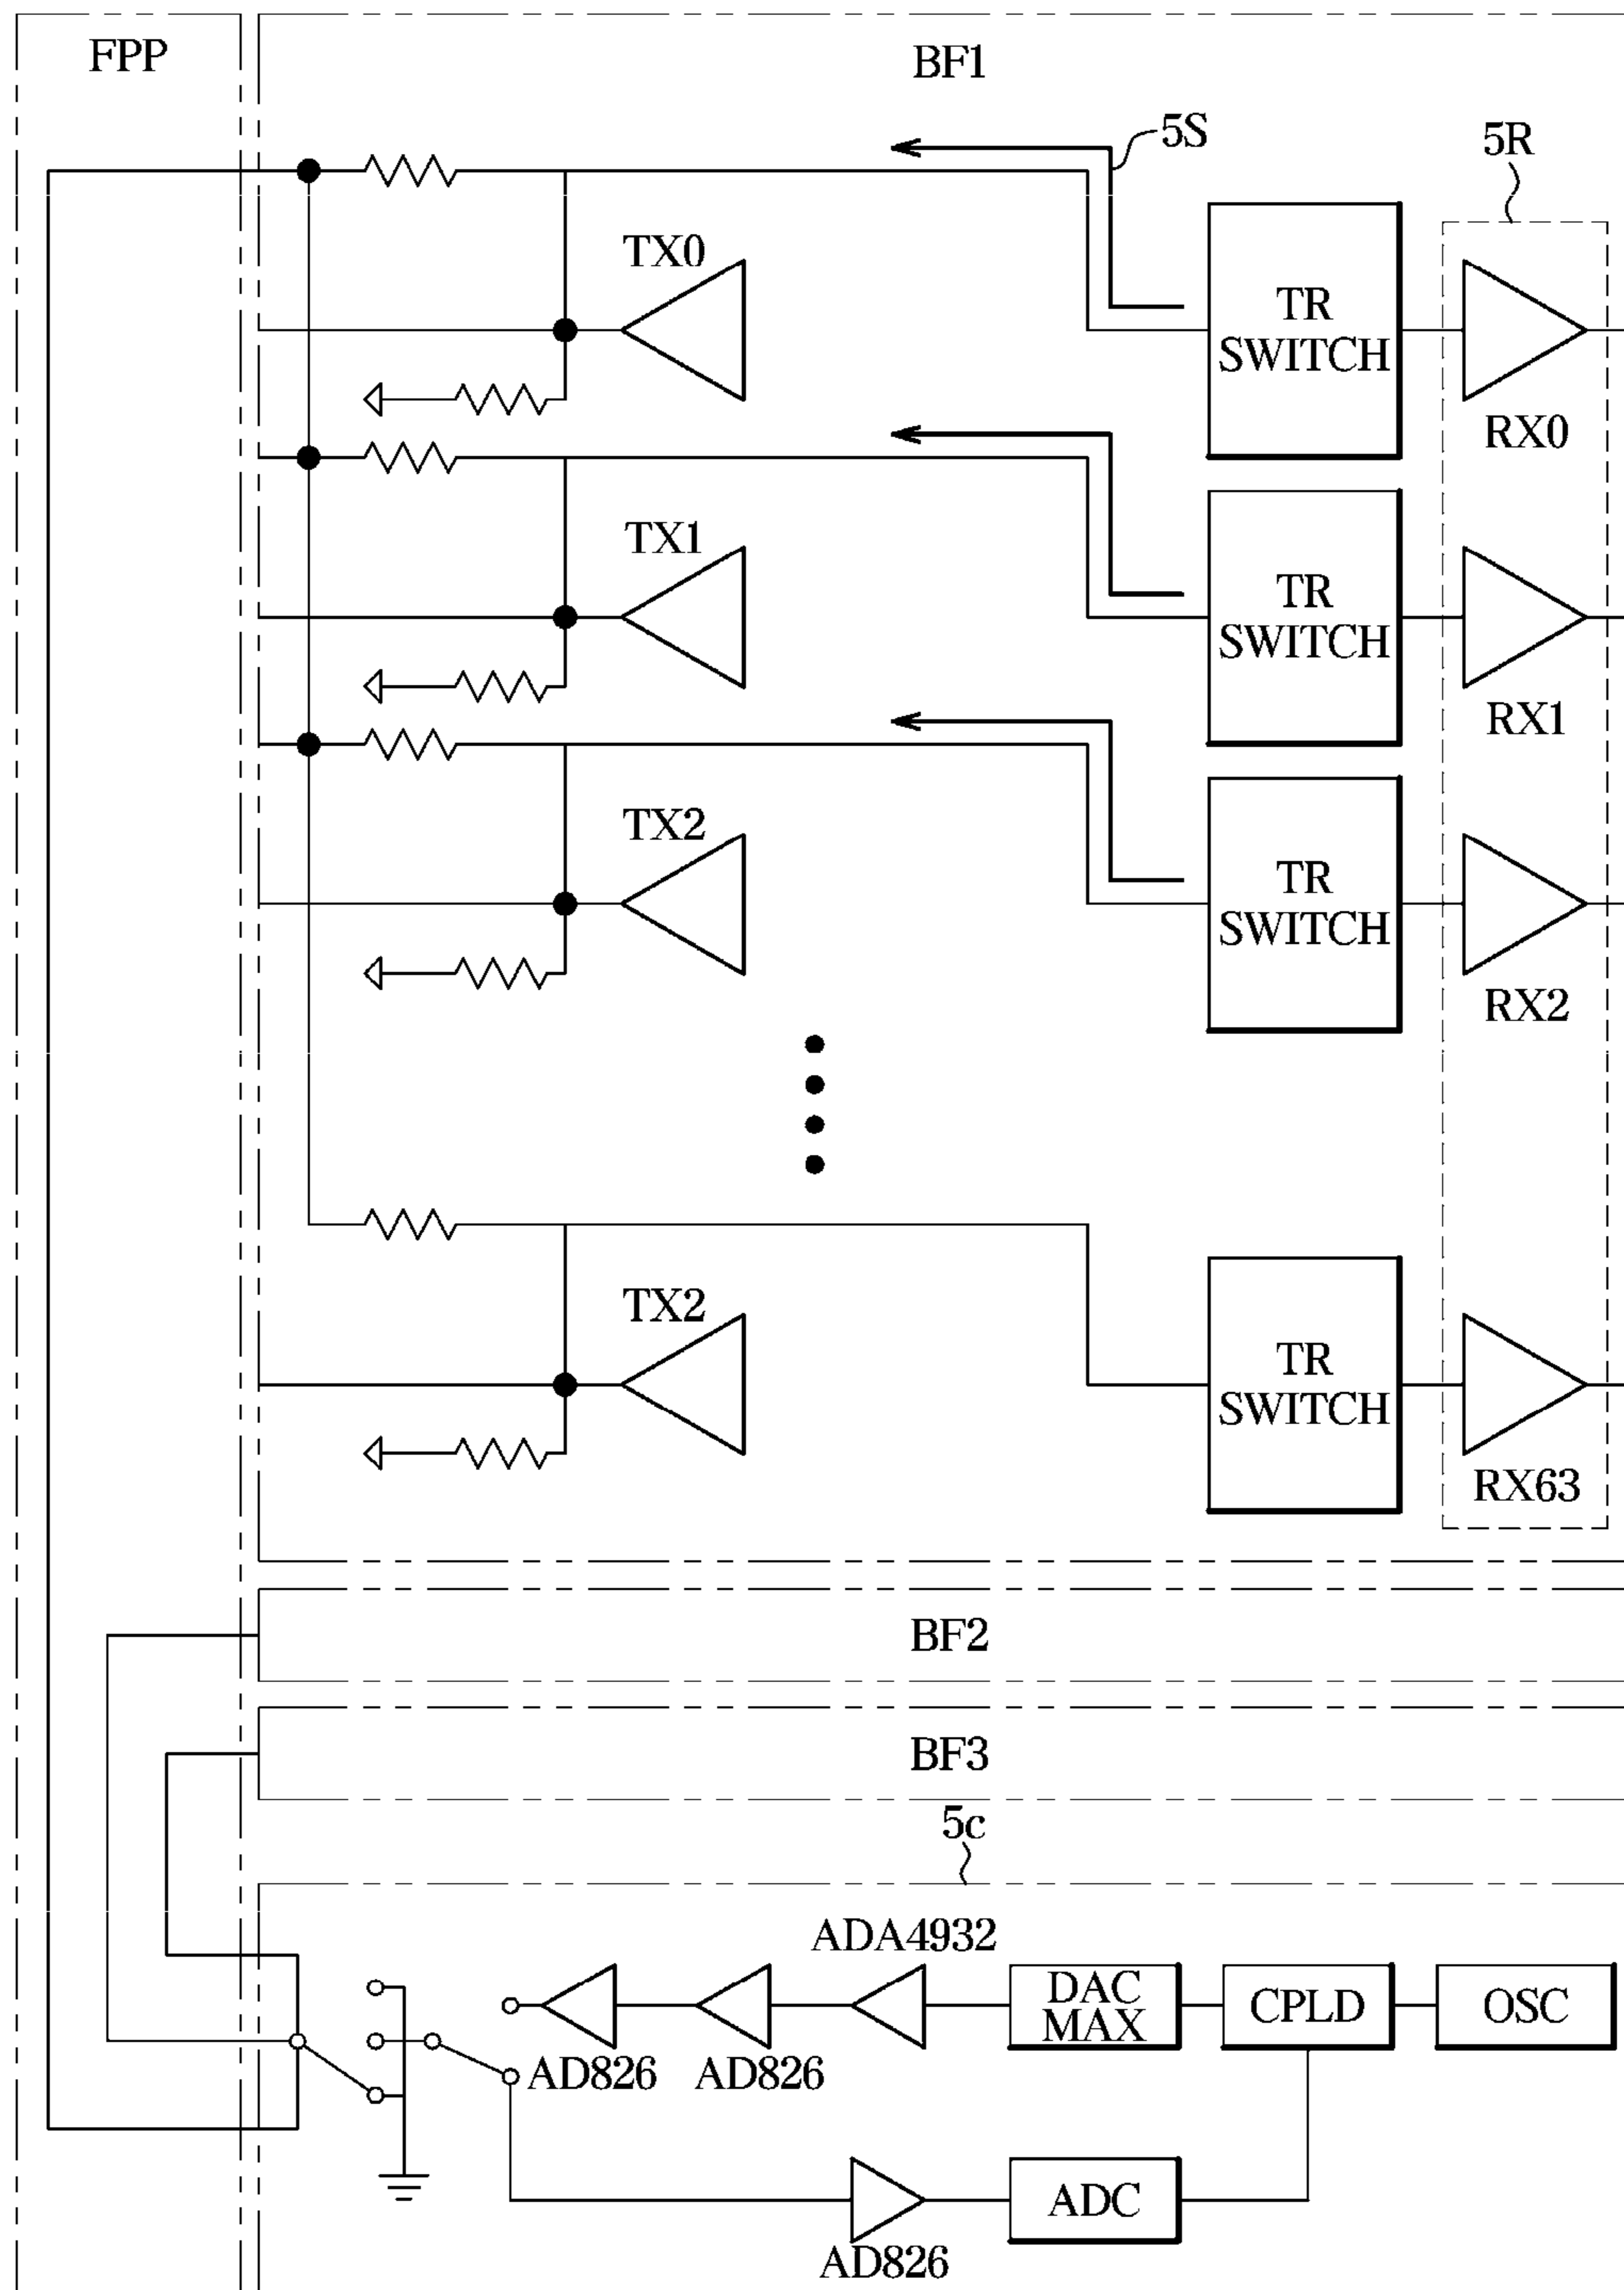 FPP
BF1
5S
5R
TX0
TR
SWITCH
RX0
TX1
TR
SWITCH
RX1
TX2
TR
SWITCH
RX2
TX2
TR
SWITCH
RX63
BF2
BF3
5c
ADA4932
DAC
MAX
CPLD
OSC
AD826
AD826
ADC
AD826